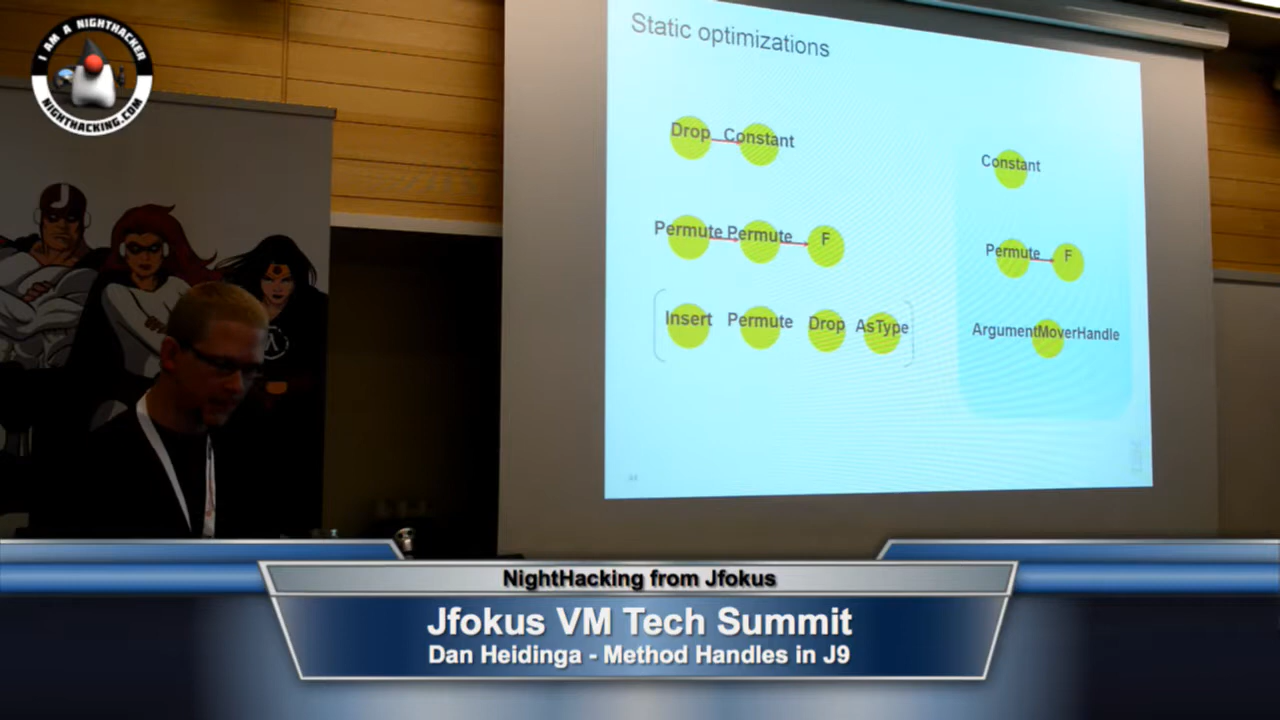 I AM A NIGHTHACKER
NIGHTHACKING.COM
J
Static optimizations
Drop Constant
Constant
Permute Permute F
Permute F
Insert Permute Drop AsType
ArgumentMoverHandle
44
NightHacking from Jfokus
Jfokus VM Tech Summit
Dan Heidinga - Method Handles in J9